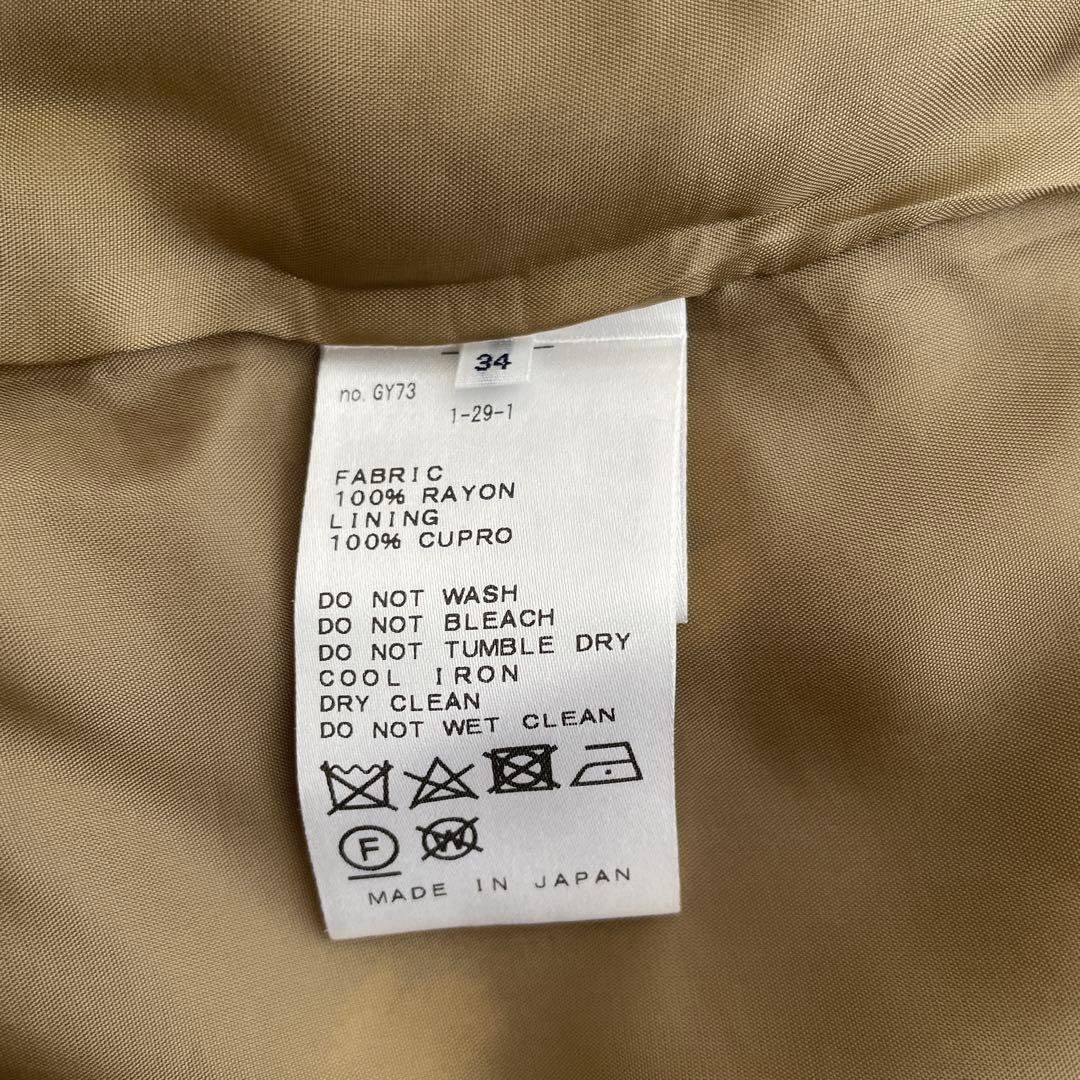 34
no. GY73
1-29-1
FABRIC
100% RAYON
LINING
100% CUPRO
DO NOT WASH
DO NOT BLEACH
DO NOT TUMBLE DRY
COOL IRON
DRY CLEAN
DO NOT WET CLEAN
F W
MADE IN JAPAN